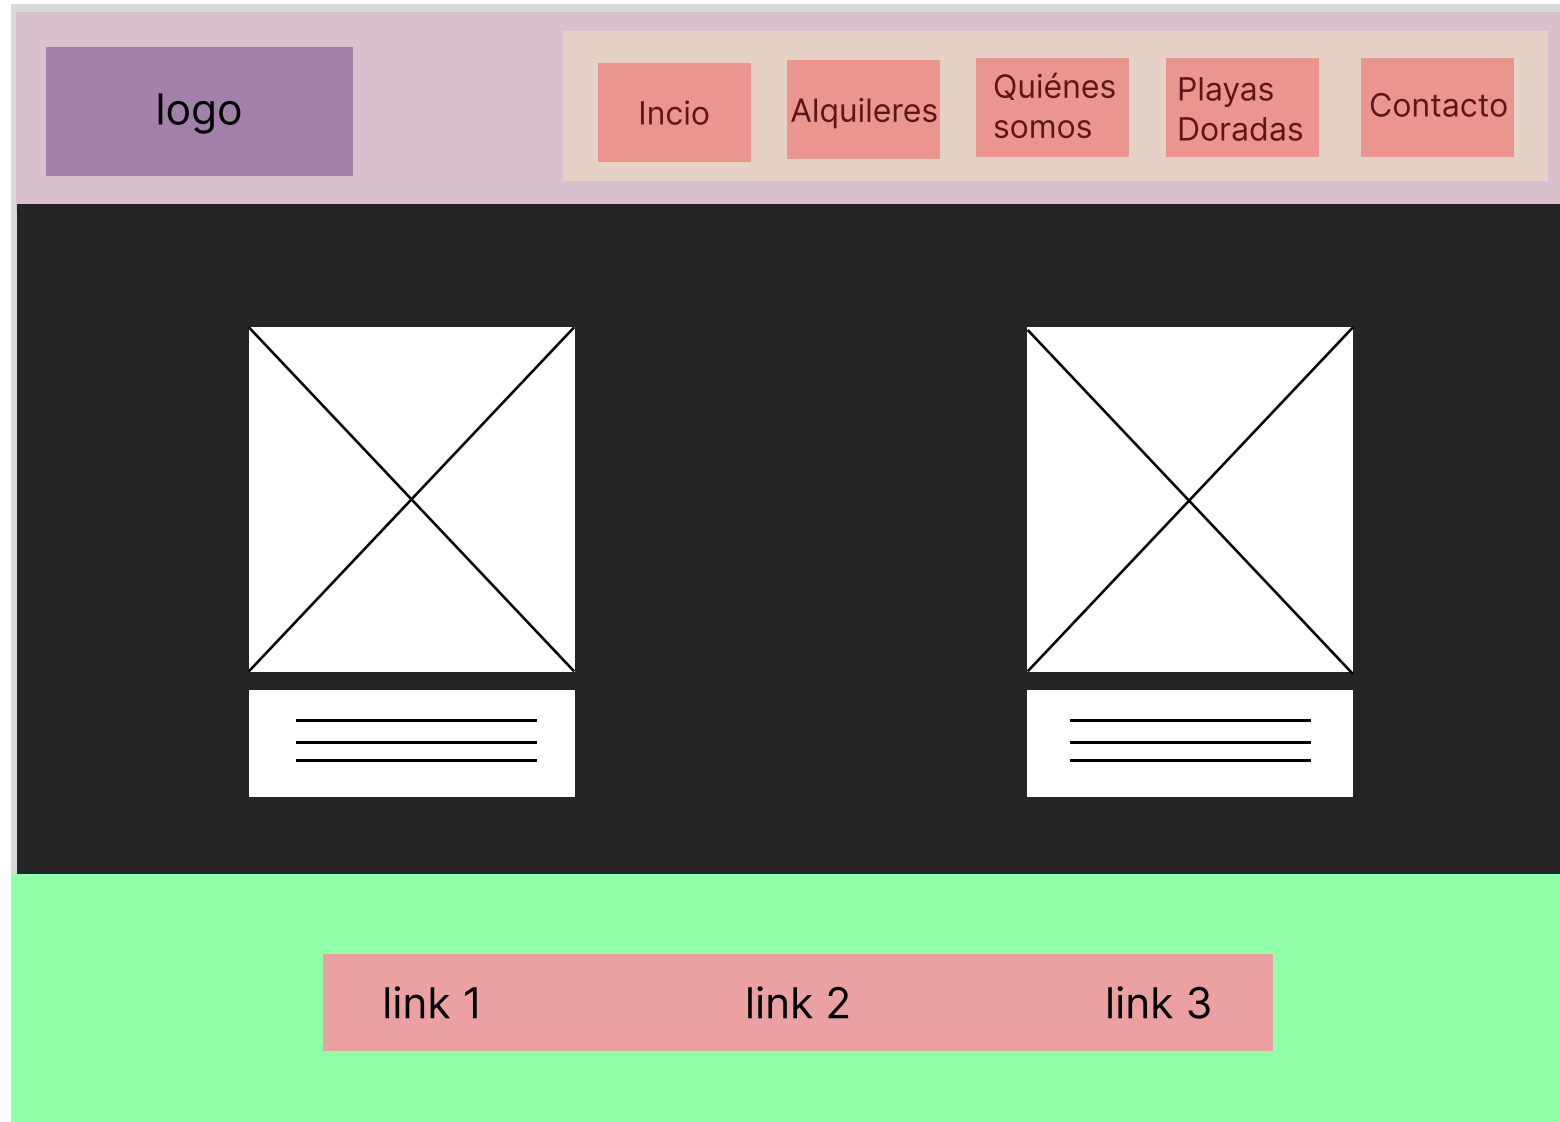 logo
Incio
Alquileres
Quiénes
somos
Playas
Doradas
Contacto
link 1
link 2
link 3